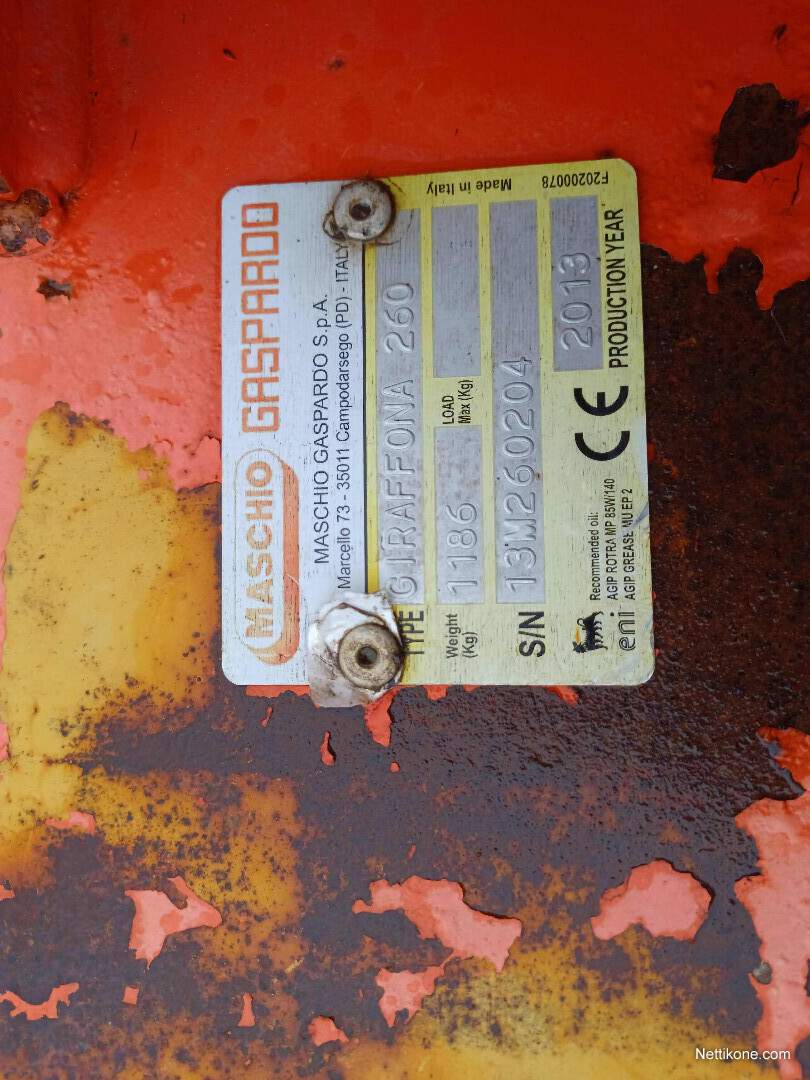 MASCHIO GASPARDO
MASCHIO GASPARDO S.p.A.
Marcello 73 - 35011 Campodarsego (PD) - ITALY
TYPE GIRAFFONA 260
Weight (Kg) 1186 LOAD Max (Kg)
Made in Italy
S/N 13M260204
eni
Recommended oil:
AGIP ROTRA MP 85W/140
AGIP GREASE MU EP 2
CE
2013
PRODUCTION YEAR
F20200078
Nettikone.com